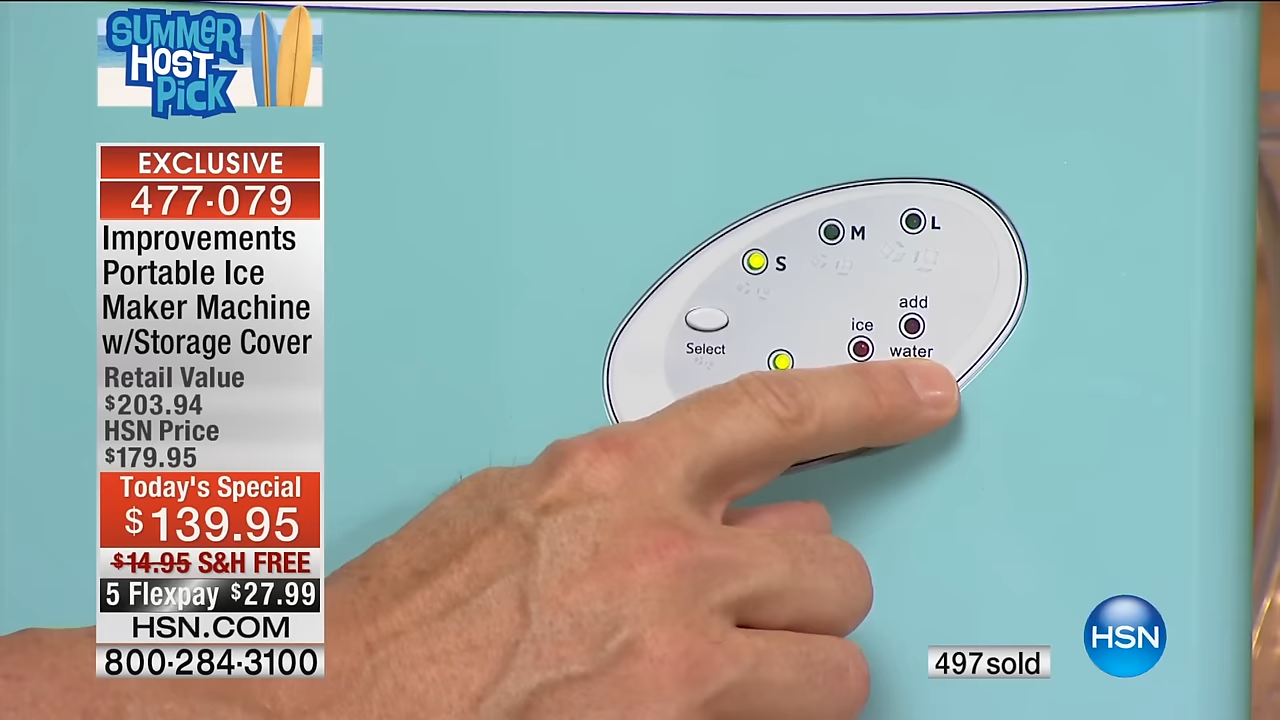 SUMMER
HOST
PiCK
EXCLUSIVE
477-079
Improvements
Portable Ice
Maker Machine
w/Storage Cover
Retail Value
$203.94
HSN Price
$179.95
Today's Special
$139.95
$14.95 S&H FREE
5 Flexpay $27.99
HSN.COM
800-284-3100
S
M
L
Select
ice
add
water
497 sold
HSN